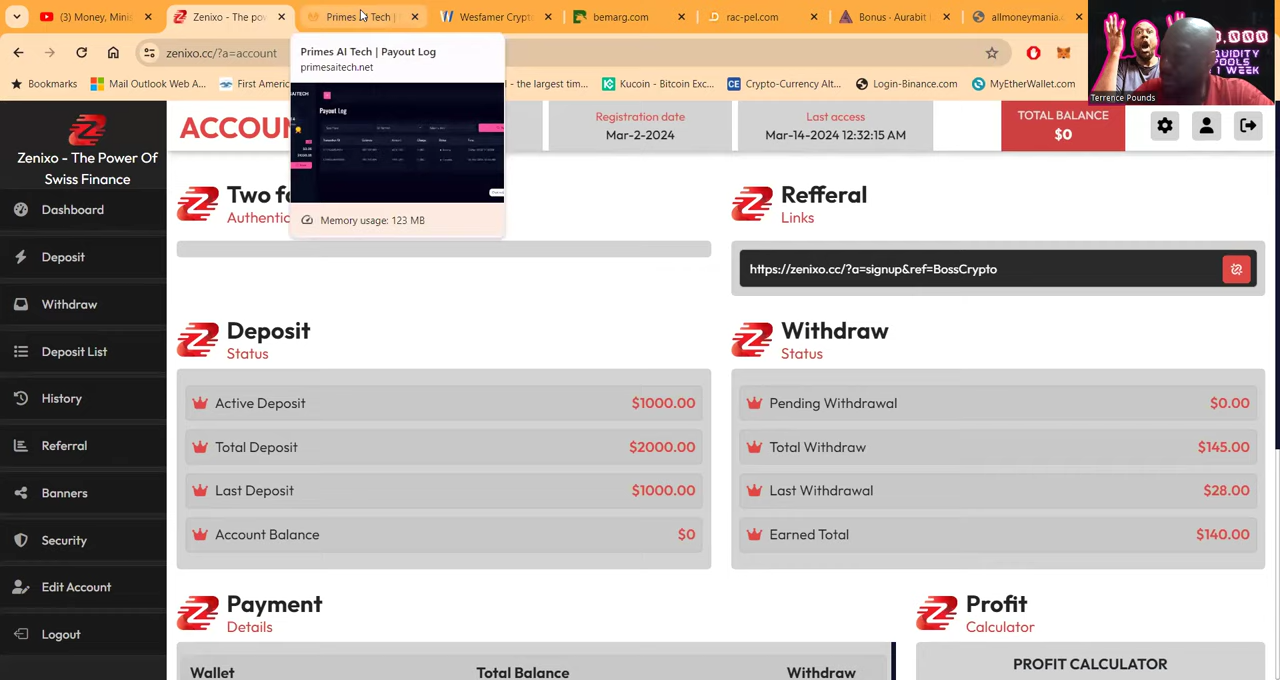 (3) Money, Mini
Zenixo - The pow
Primes AI Tech |
Wesfamer Crypt
bemarg.com
rac-pel.com
Bonus - Aurabit
allmoneymania.c
zenixo.cc/?a=account
Primes AI Tech | Payout Log
primesaitech.net
Payout Log
Memory usage: 123 MB
Bookmarks
Mail Outlook Web A...
First Americ
- the largest tim...
Kucoin - Bitcoin Exc...
CE
Crypto-Currency Alt...
Login-Binance.com
MyEtherWallet.com
LIQUIDITY
POOLS
1 WEEK
Terrence Pounds
Zenixo - The Power Of
Swiss Finance
Dashboard
Deposit
Withdraw
Deposit List
History
Referral
Banners
Security
Edit Account
Logout
ACCOUN
Registration date
Mar-2-2024
Last access
Mar-14-2024 12:32:15 AM
TOTAL BALANCE
$0
Two fa
Authentic
Refferal
Links
https://zenixo.cc/?a=signup&ref=BossCrypto
Deposit
Status
Active Deposit $1000.00
Total Deposit $2000.00
Last Deposit $1000.00
Account Balance $0
Withdraw
Status
Pending Withdrawal $0.00
Total Withdraw $145.00
Last Withdrawal $28.00
Earned Total $140.00
Payment
Details
Wallet Total Balance Withdraw
Profit
Calculator
PROFIT CALCULATOR